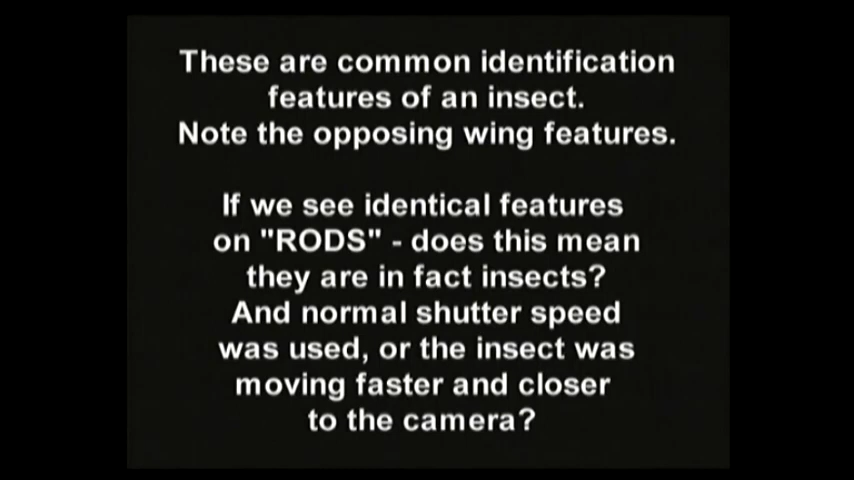 These are common identification
features of an insect.
Note the opposing wing features.
If we see identical features
on "RODS" - does this mean
they are in fact insects?
And normal shutter speed
was used, or the insect was
moving faster and closer
to the camera?